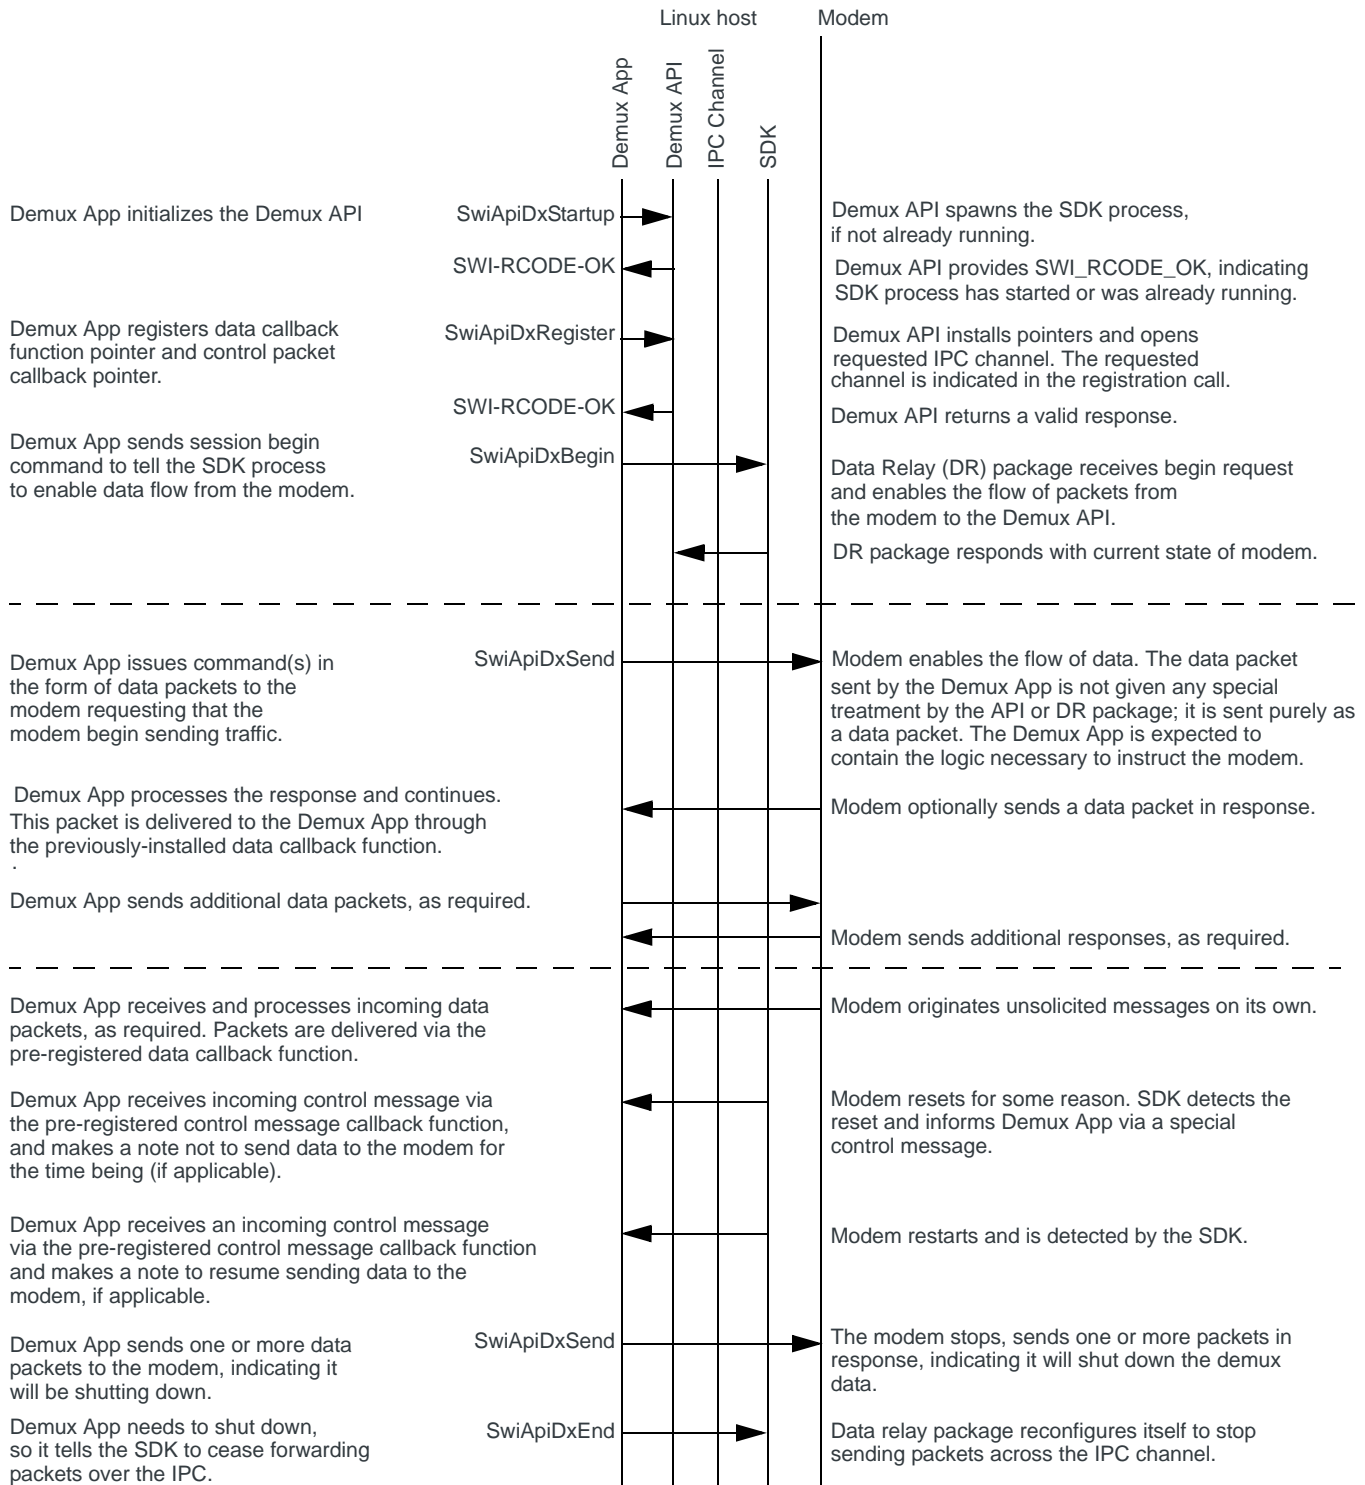 Linux host
Modem
Demux App
Demux API
IPC Channel
SDK
Demux App initializes the Demux API
SwiApiDxStartup
Demux API spawns the SDK process,
if not already running.
SWI-RCODE-OK
Demux API provides SWI_RCODE_OK, indicating
SDK process has started or was already running.
Demux App registers data callback
function pointer and control packet
callback pointer.
SwiApiDxRegister
Demux API installs pointers and opens
requested IPC channel. The requested
channel is indicated in the registration call.
SWI-RCODE-OK
Demux API returns a valid response.
Demux App sends session begin
command to tell the SDK process
to enable data flow from the modem.
SwiApiDxBegin
Data Relay (DR) package receives begin request
and enables the flow of packets from
the modem to the Demux API.
DR package responds with current state of modem.
Demux App issues command(s) in
the form of data packets to the
modem requesting that the
modem begin sending traffic.
SwiApiDxSend
Modem enables the flow of data. The data packet
sent by the Demux App is not given any special
treatment by the API or DR package; it is sent purely as
a data packet. The Demux App is expected to
contain the logic necessary to instruct the modem.
Demux App processes the response and continues.
This packet is delivered to the Demux App through
the previously-installed data callback function.
.
Modem optionally sends a data packet in response.
Demux App sends additional data packets, as required.
Modem sends additional responses, as required.
Demux App receives and processes incoming data
packets, as required. Packets are delivered via the
pre-registered data callback function.
Modem originates unsolicited messages on its own.
Demux App receives incoming control message via
the pre-registered control message callback function,
and makes a note not to send data to the modem for
the time being (if applicable).
Modem resets for some reason. SDK detects the
reset and informs Demux App via a special
control message.
Demux App receives an incoming control message
via the pre-registered control message callback function
and makes a note to resume sending data to the
modem, if applicable.
Modem restarts and is detected by the SDK.
Demux App sends one or more data
packets to the modem, indicating it
will be shutting down.
SwiApiDxSend
The modem stops, sends one or more packets in
response, indicating it will shut down the demux
data.
Demux App needs to shut down,
so it tells the SDK to cease forwarding
packets over the IPC.
SwiApiDxEnd
Data relay package reconfigures itself to stop
sending packets across the IPC channel.